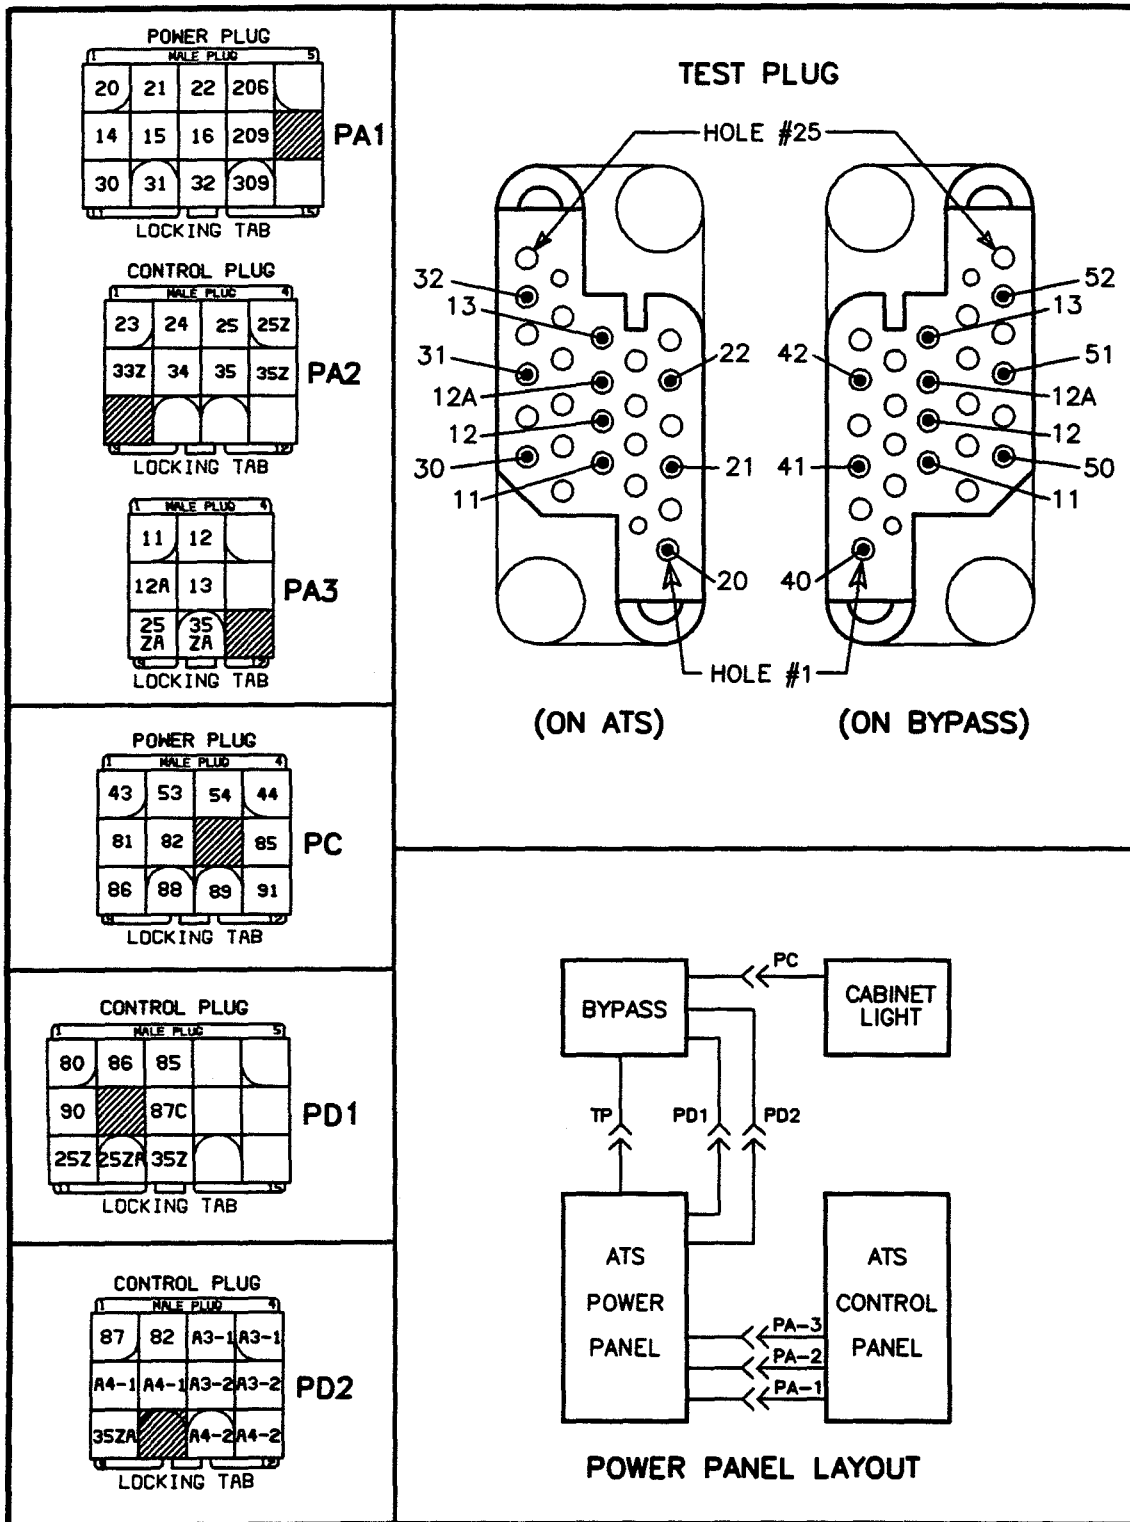 POWER PLUG
1 MALE PLUG 5
20 21 22 206
14 15 16 209
30 31 32 309
11 15
LOCKING TAB
PA1
CONTROL PLUG
1 MALE PLUG 4
23 24 25 25Z
33Z 34 35 35Z
9 12
LOCKING TAB
PA2
1 MALE PLUG 4
11 12
12A 13
25 ZA 35 ZA
9 12
LOCKING TAB
PA3
POWER PLUG
1 MALE PLUG 4
43 53 54 44
81 82 85
86 88 89 91
9 12
LOCKING TAB
PC
CONTROL PLUG
1 MALE PLUG 5
80 86 85
90 87C
25Z 25ZA 35Z
11 15
LOCKING TAB
PD1
CONTROL PLUG
1 MALE PLUG 4
87 82 A3-1 A3-1
A4-1 A4-1 A3-2 A3-2
35ZA A4-2 A4-2
9 12
LOCKING TAB
PD2
TEST PLUG
HOLE #25
32
13
31
12A
12
30
11
22
21
20
42
41
40
52
13
51
12A
12
50
11
HOLE #1
(ON ATS)
(ON BYPASS)
BYPASS
PC
CABINET
LIGHT
TP
PD1
PD2
ATS
POWER
PANEL
PA-3
PA-2
PA-1
ATS
CONTROL
PANEL
POWER PANEL LAYOUT